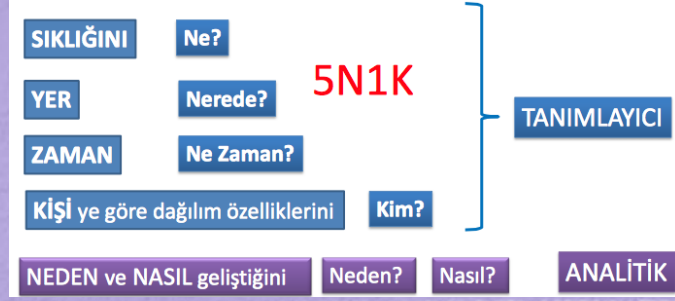 SIKLIĞINI Ne?
5N1K
YER Nerede?
TANIMLAYICI
ZAMAN Ne Zaman?
KİŞİ ye göre dağılım özelliklerini Kim?
NEDEN ve NASIL geliştiğini Neden? Nasıl? ANALİTİK